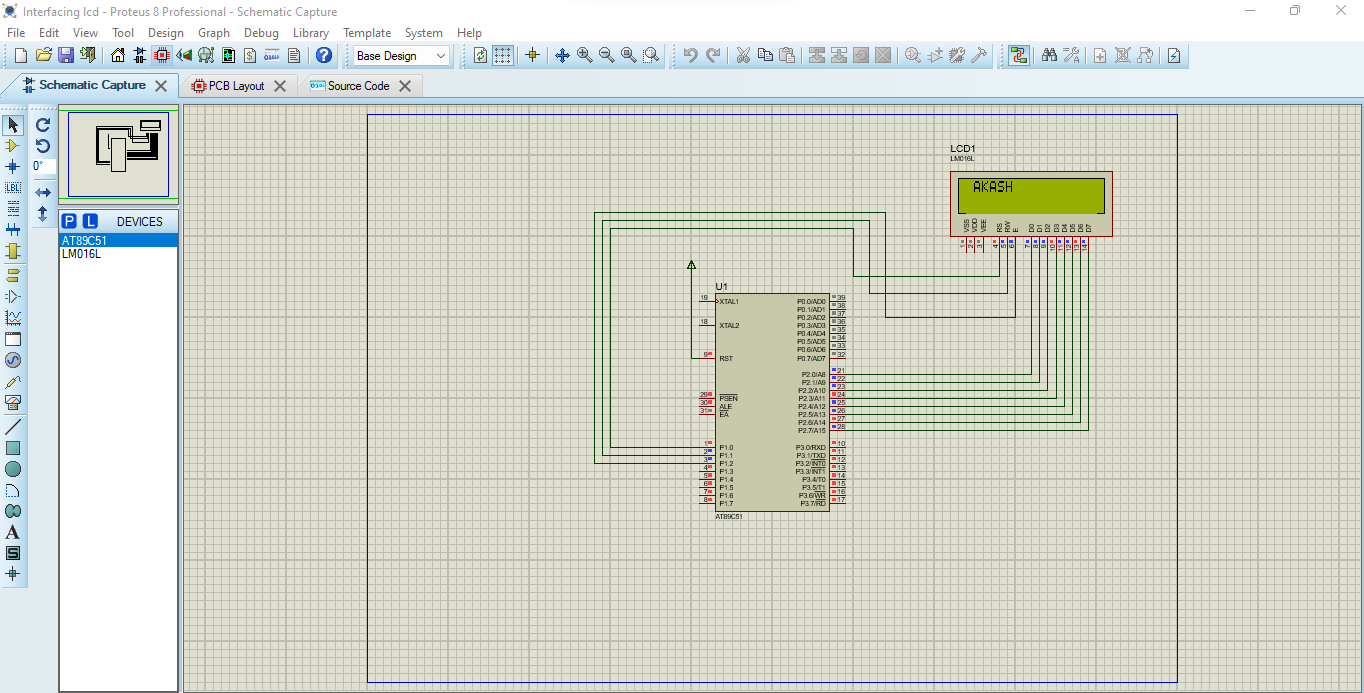 Interfacing lcd - Proteus 8 Professional - Schematic Capture
File Edit View Tool Design Graph Debug Library Template System Help
Base Design
Schematic Capture PCB Layout Source Code
0°
LBL
P L DEVICES
AT89C51
LM016L
A
S
LCD1
LM016L
AKASH
VSS
VDD
VEE
RS
RW
E
D0
D1
D2
D3
D4
D5
D6
D7
1
2
3
4
5
6
7
8
9
10
11
12
13
14
U1
19 XTAL1 P0.0/AD0 39
P0.1/AD1 38
P0.2/AD2 37
18 XTAL2 P0.3/AD3 36
P0.4/AD4 35
P0.5/AD5 34
P0.6/AD6 33
9 RST P0.7/AD7 32
P2.0/A8 21
P2.1/A9 22
P2.2/A10 23
29 PSEN P2.3/A11 24
30 ALE P2.4/A12 25
31 EA P2.5/A13 26
P2.6/A14 27
P2.7/A15 28
1 P1.0 P3.0/RXD 10
2 P1.1 P3.1/TXD 11
3 P1.2 P3.2/INT0 12
4 P1.3 P3.3/INT1 13
5 P1.4 P3.4/T0 14
6 P1.5 P3.5/T1 15
7 P1.6 P3.6/WR 16
8 P1.7 P3.7/RD 17
AT89C51